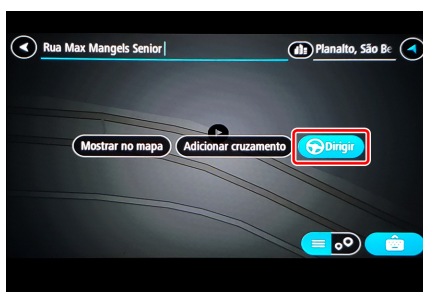 Rua Max Mangels Senior
Planalto, São Be
Mostrar no mapa
Adicionar cruzamento
Dirigir